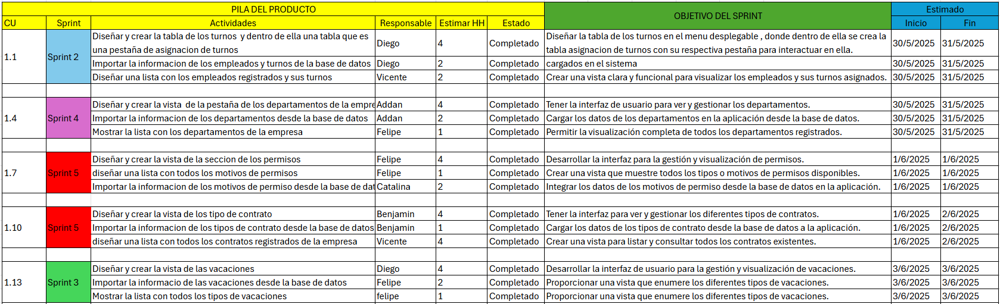 PILA DEL PRODUCTO OBJETIVO DEL SPRINT Estimado
CU Sprint Actividades Responsable Estimar HH Estado Inicio Fin
1.1 Sprint 2 Diseñar y crear la tabla de los turnos y dentro de ella una tabla que es una pestaña de asignacion de turnos Diego 4 Completado Diseñar la tabla de los turnos en el menu desplegable , donde dentro de ella se crea la tabla asignacion de turnos con su respectiva pestaña para interactuar en ella. 30/5/2025 31/5/2025
Importar la informacion de los empleados y turnos de la base de datos Diego 2 Completado cargados en el sistema 30/5/2025 31/5/2025
Diseñar una lista con los empleados registrados y sus turnos Vicente 2 Completado Crear una vista clara y funcional para visualizar los empleados y sus turnos asignados. 30/5/2025 31/5/2025
1.4 Sprint 4 Diseñar y crear la vista de la pestaña de los departamentos de la empre Addan 4 Completado Tener la interfaz de usuario para ver y gestionar los departamentos. 30/5/2025 31/5/2025
Importar la informacion de los departamentos desde la base de datos Addan 2 Completado Cargar los datos de los departamentos en la aplicación desde la base de datos. 30/5/2025 31/5/2025
Mostrar la lista con los departamentos de la empresa Felipe 1 Completado Permitir la visualización completa de todos los departamentos registrados. 30/5/2025 31/5/2025
1.7 Sprint 5 Diseñar y crear la vista de la seccion de los permisos Felipe 4 Completado Desarrollar la interfaz para la gestión y visualización de permisos. 1/6/2025 1/6/2025
diseñar una lista con todos los motivos de permisos Felipe 1 Completado Crear una vista que muestre todos los tipos o motivos de permisos disponibles. 1/6/2025 1/6/2025
Importar la informacion de los motivos de permiso desde la base de dat Catalina 2 Completado Integrar los datos de los motivos de permiso desde la base de datos en la aplicación. 1/6/2025 1/6/2025
1.10 Sprint 5 Diseñar y crear la vista de los tipo de contrato Benjamin 4 Completado Tener la interfaz para ver y gestionar los diferentes tipos de contratos. 1/6/2025 2/6/2025
Importar la informacion de los tipos de contrato desde la base de datos Benjamin 1 Completado Cargar los datos de los tipos de contrato desde la base de datos a la aplicación. 1/6/2025 2/6/2025
diseñar una lista con todos los contratos registrados de la empresa Vicente 4 Completado Crear una vista para listar y consultar todos los contratos existentes. 1/6/2025 2/6/2025
1.13 Sprint 3 Diseñar y crear la vista de las vacaciones Diego 4 Completado Desarrollar la interfaz de usuario para la gestión y visualización de vacaciones. 3/6/2025 3/6/2025
Importar la informacio de las vacaciones desde la base de datos Felipe 2 Completado Proporcionar una vista que enumere los diferentes tipos de vacaciones. 3/6/2025 3/6/2025
Mostrar la lista con todos los tipos de vacaciones felipe 1 Completado Proporcionar una vista que enumere los diferentes tipos de vacaciones. 3/6/2025 3/6/2025